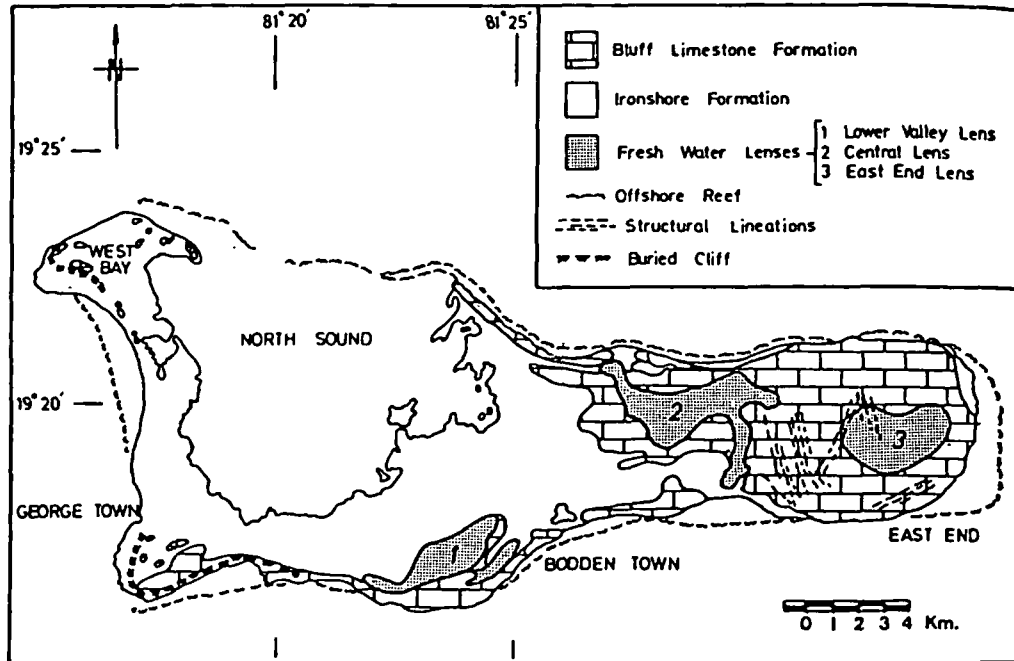 81° 20'
81° 25'
N
19° 25'
Bluff Limestone Formation
Ironshore Formation
Fresh Water Lenses
1 Lower Valley Lens
2 Central Lens
3 East End Lens
Offshore Reef
Structural Lineations
Buried Cliff
WEST
BAY
NORTH SOUND
19° 20'
2
3
GEORGE TOWN
1
BODDEN TOWN
EAST END
0 1 2 3 4 Km.